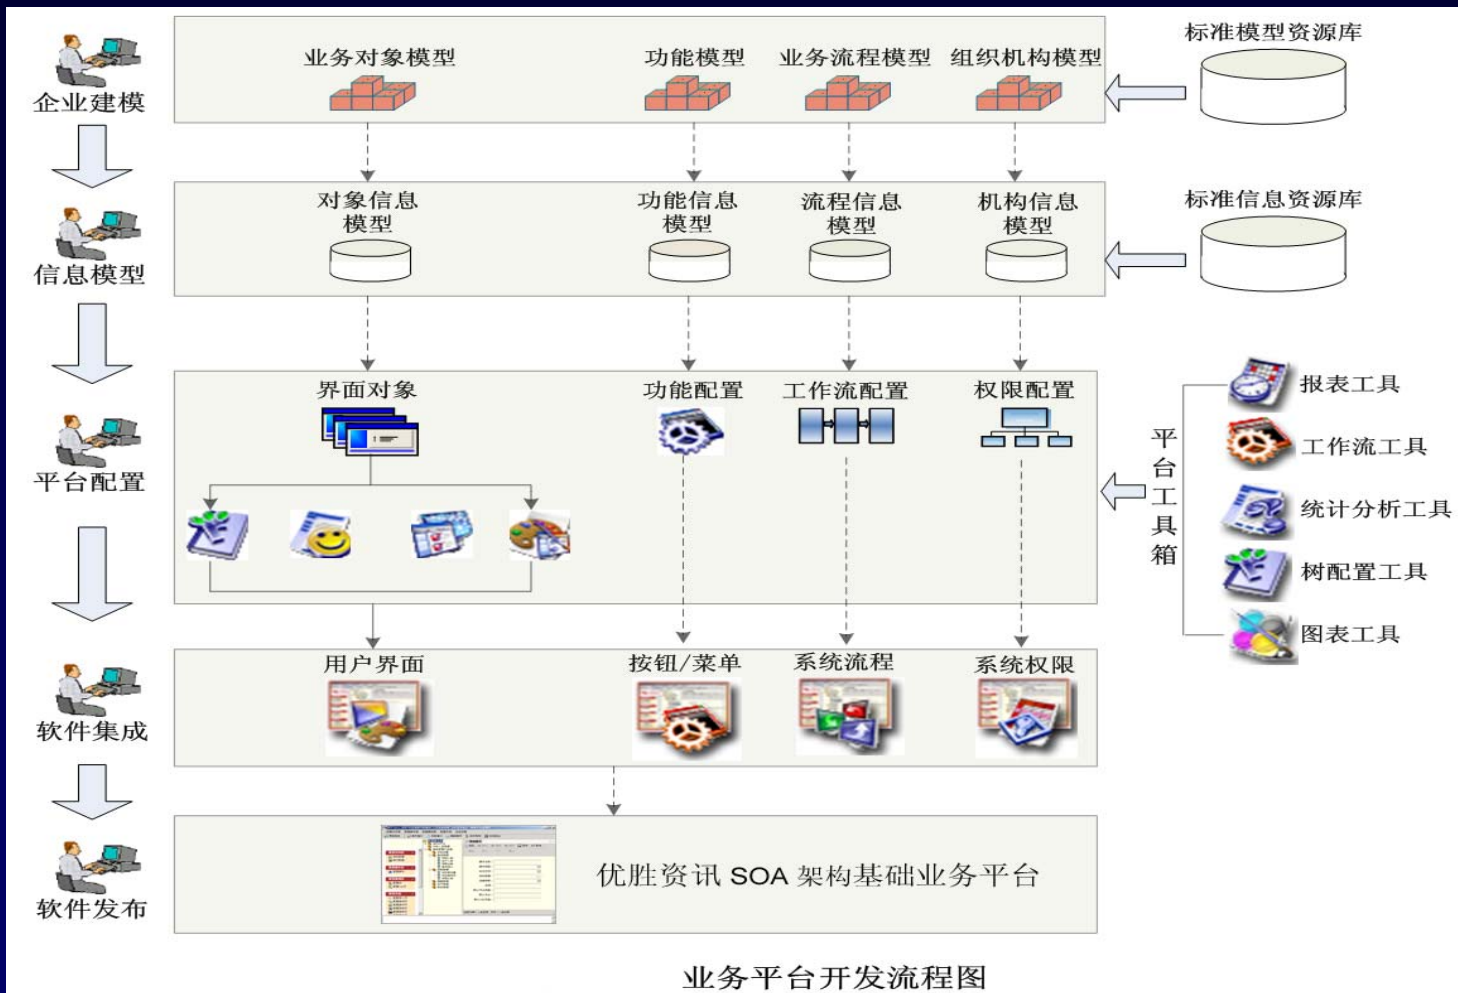 标准模型资源库
业务对象模型
功能模型
业务流程模型
组织机构模型
企业建模
对象信息
模型
功能信息
模型
流程信息
模型
机构信息
模型
标准信息资源库
信息模型
界面对象
功能配置
工作流配置
权限配置
平台配置
平台工具箱
报表工具
工作流工具
统计分析工具
树配置工具
图表工具
用户界面
按钮/菜单
系统流程
系统权限
软件集成
优胜资讯 SOA 架构基础业务平台
软件发布
业务平台开发流程图